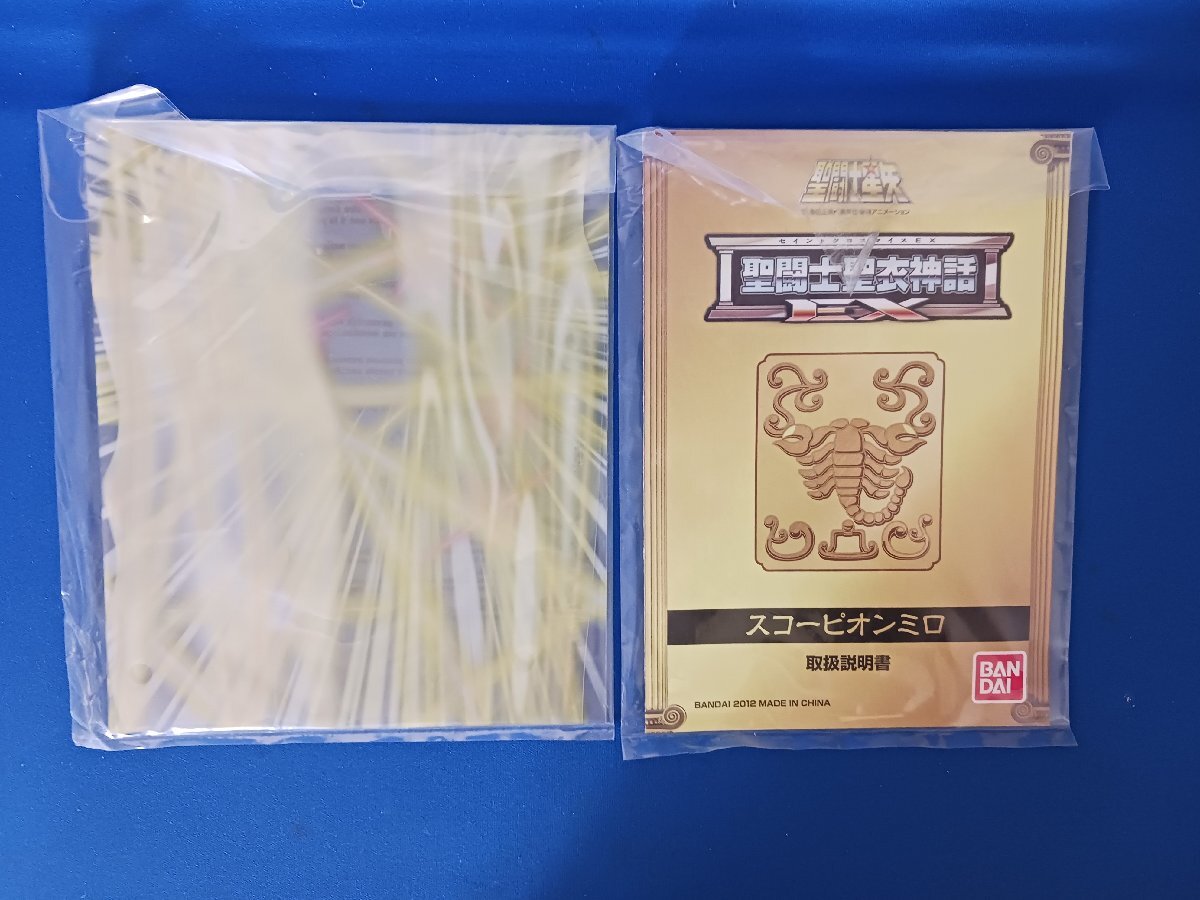 聖闘士星矢
セイントクロスマイスEX
聖闘士聖衣神話
EX
スコーピオンミロ
取扱説明書
BAN
DAI
BANDAI 2012 MADE IN CHINA